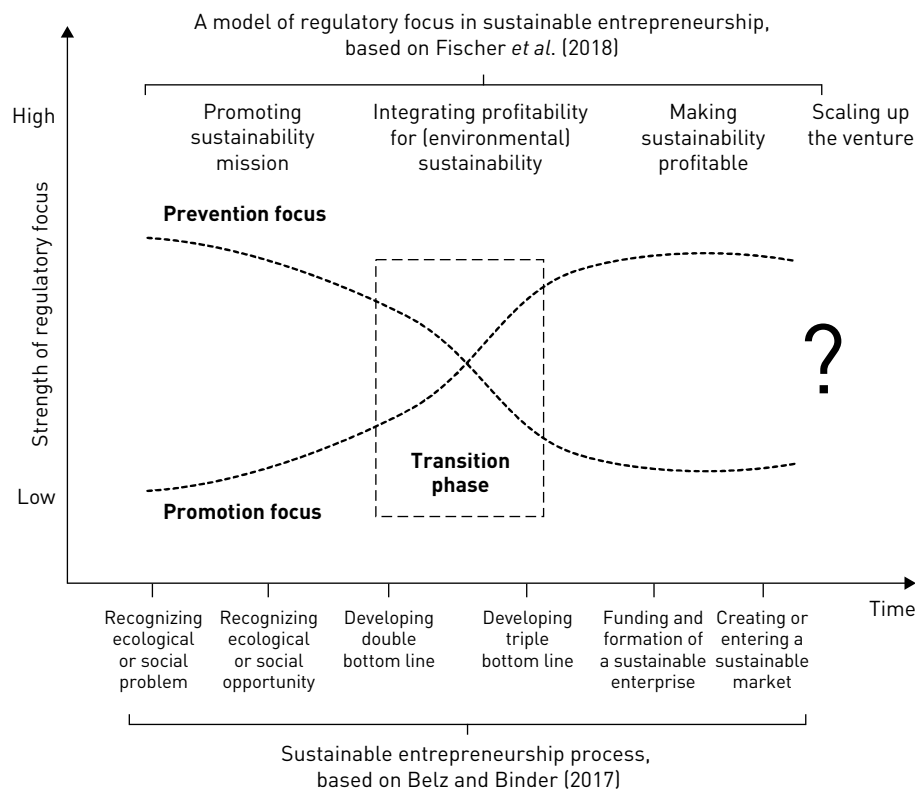 A model of regulatory focus in sustainable entrepreneurship,
based on Fischer et al. (2018)
High
Promoting
sustainability
mission
Integrating profitability
for (environmental)
sustainability
Making
sustainability
profitable
Scaling up
the venture
Strength of regulatory focus
Prevention focus
?
Transition
phase
Low
Promotion focus
Time
Recognizing
ecological
or social
problem
Recognizing
ecological
or social
opportunity
Developing
double
bottom line
Developing
triple
bottom line
Funding and
formation of
a sustainable
enterprise
Creating or
entering a
sustainable
market
Sustainable entrepreneurship process,
based on Belz and Binder (2017)